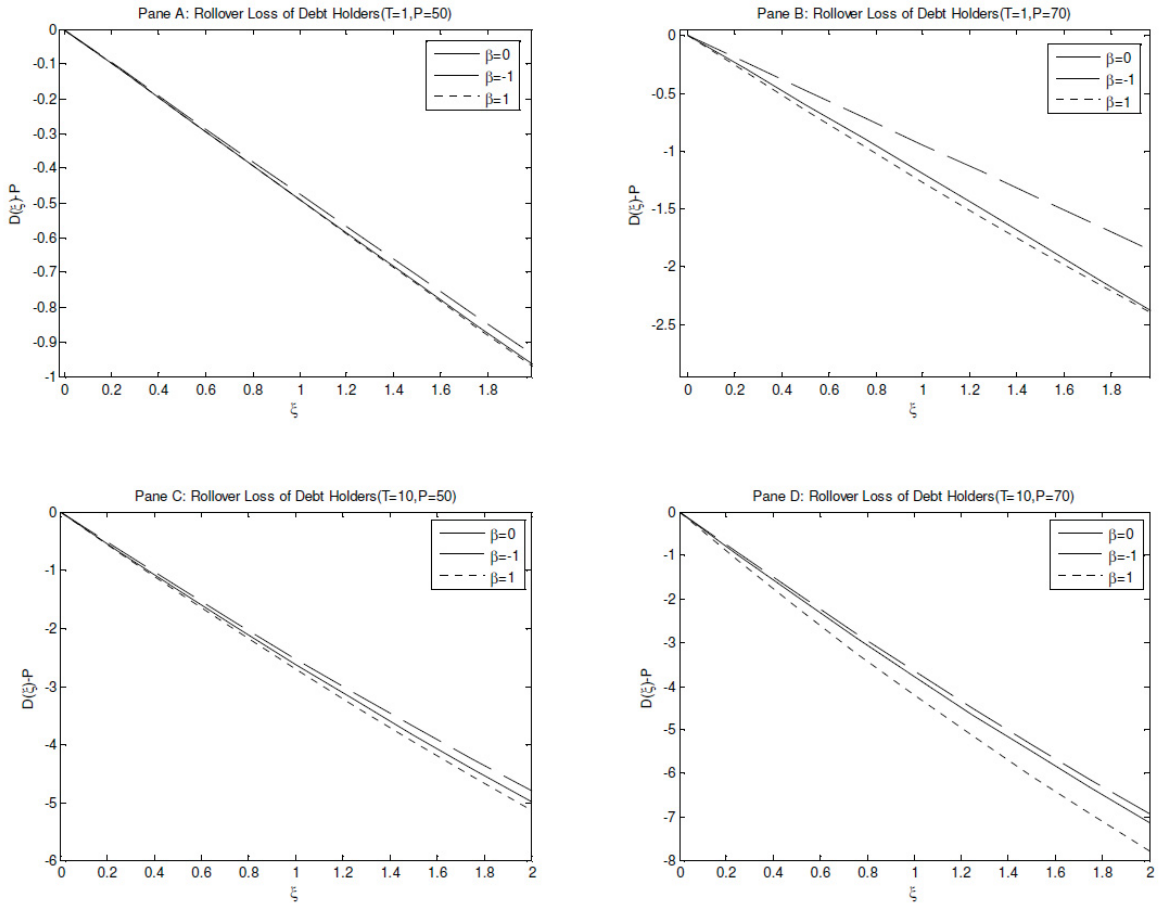 Pane A: Rollover Loss of Debt Holders(T=1,P=50)
0
-0.1
-0.2
-0.3
-0.4
-0.5
-0.6
-0.7
-0.8
-0.9
-1
D(ξ)-P
β=0
β=-1
β=1
0 0.2 0.4 0.6 0.8 1 1.2 1.4 1.6 1.8
ξ
Pane B: Rollover Loss of Debt Holders(T=1,P=70)
0
-0.5
-1
-1.5
-2
-2.5
D(ξ)-P
β=0
β=-1
β=1
0 0.2 0.4 0.6 0.8 1 1.2 1.4 1.6 1.8
ξ
Pane C: Rollover Loss of Debt Holders(T=10,P=50)
0
-1
-2
-3
-4
-5
-6
D(ξ)-P
β=0
β=-1
β=1
0 0.2 0.4 0.6 0.8 1 1.2 1.4 1.6 1.8 2
ξ
Pane D: Rollover Loss of Debt Holders(T=10,P=70)
0
-1
-2
-3
-4
-5
-6
-7
-8
D(ξ)-P
β=0
β=-1
β=1
0 0.2 0.4 0.6 0.8 1 1.2 1.4 1.6 1.8 2
ξ